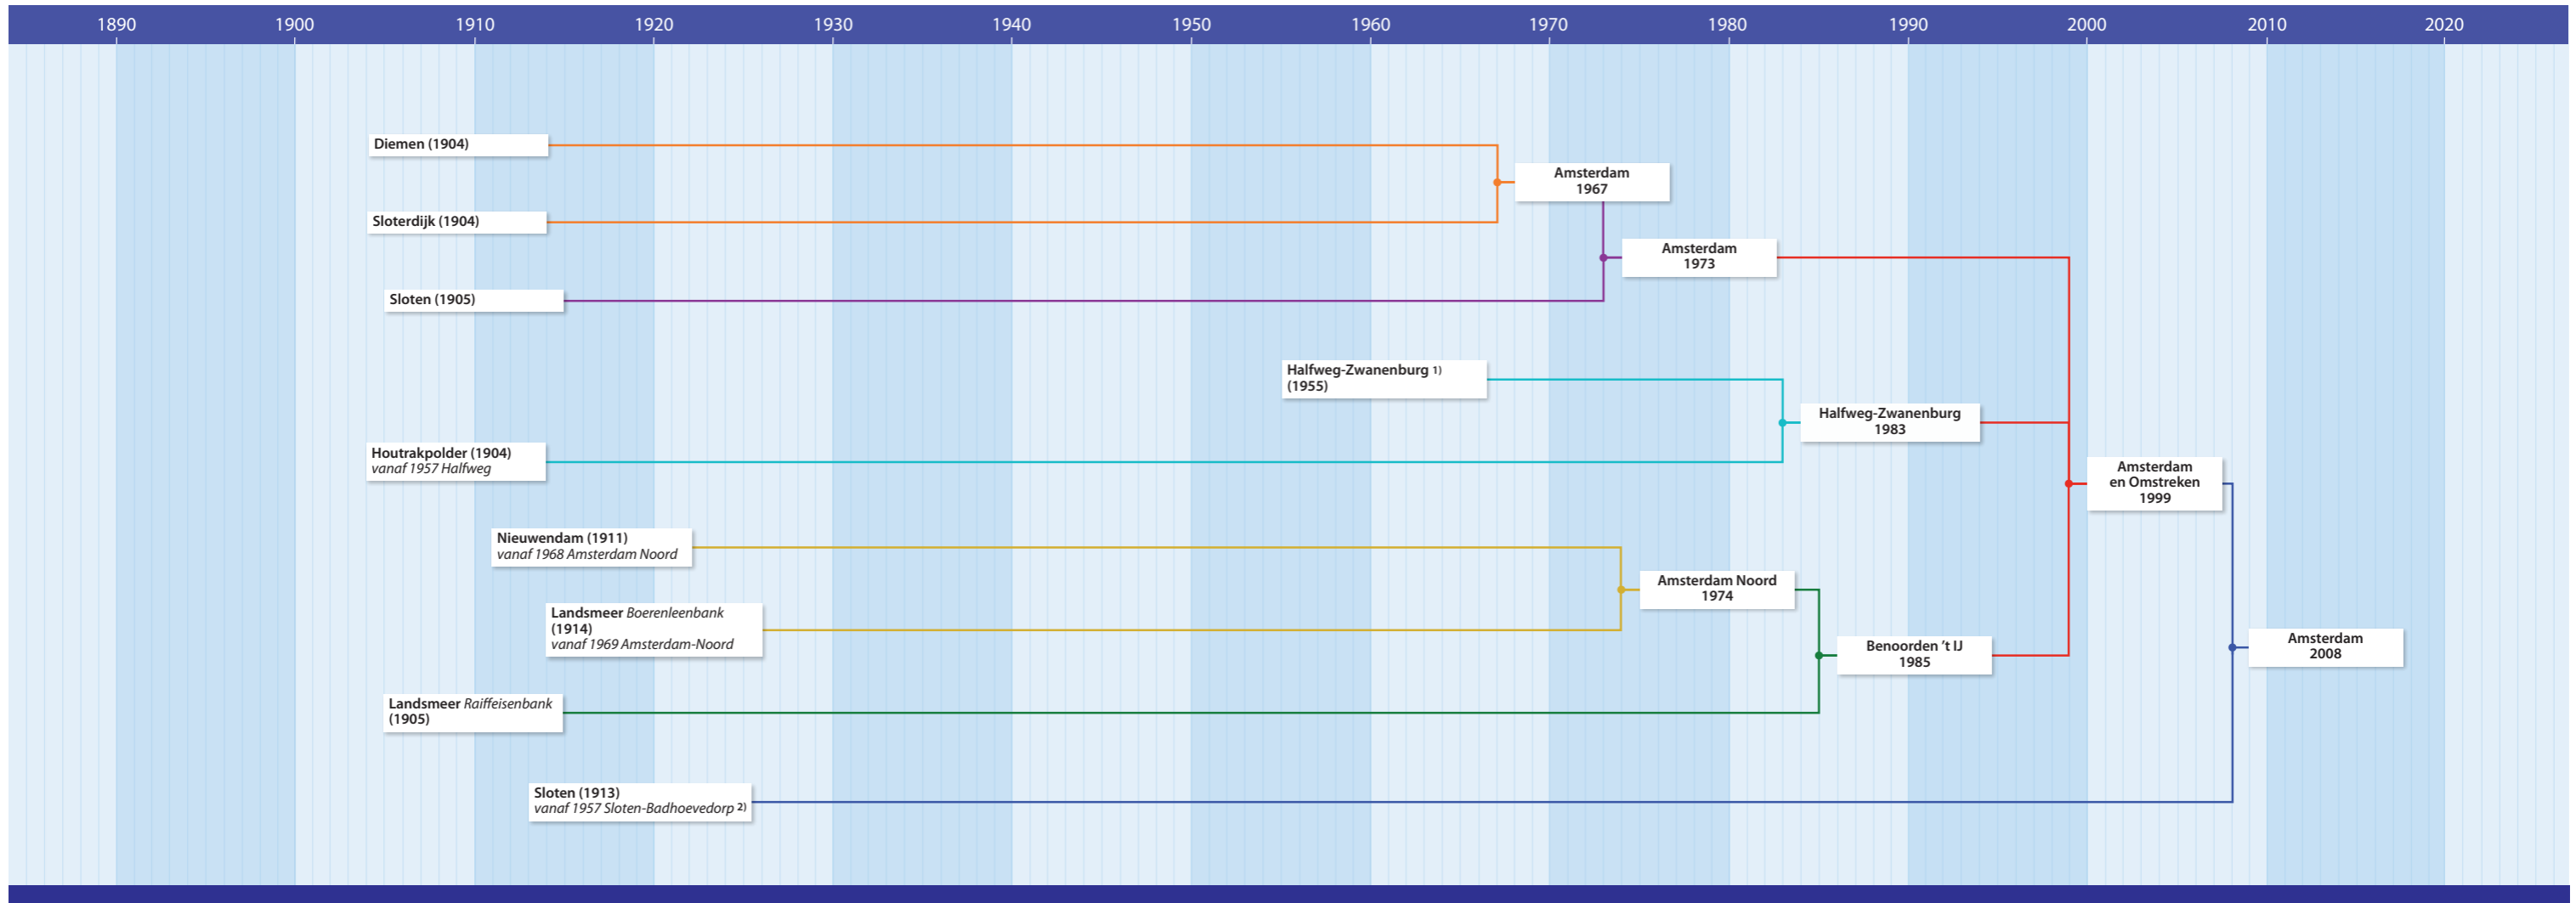 1890 1900 1910 1920 1930 1940 1950 1960 1970 1980 1990 2000 2010 2020
Diemen (1904)
Amsterdam
1967
Sloterdijk (1904)
Amsterdam
1973
Sloten (1905)
Halfweg-Zwanenburg 1)
(1955)
Halfweg-Zwanenburg
1983
Houtrakpolder (1904)
vanaf 1957 Halfweg
Amsterdam
en Omstreken
1999
Nieuwendam (1911)
vanaf 1968 Amsterdam Noord
Amsterdam Noord
1974
Landsmeer Boerenleenbank
(1914)
vanaf 1969 Amsterdam-Noord
Benoorden ’t IJ
1985
Amsterdam
2008
Landsmeer Raiffeisenbank
(1905)
Sloten (1913)
vanaf 1957 Sloten-Badhoevedorp 2)